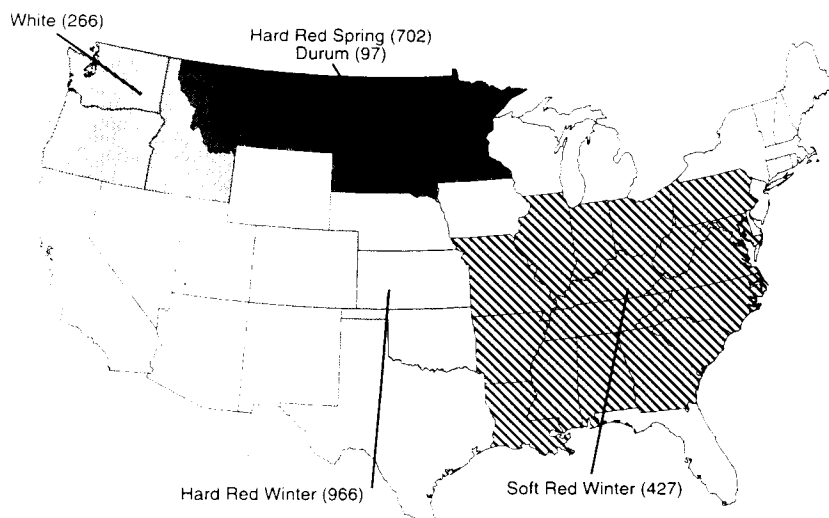 White (266)
Hard Red Spring (702)
Durum (97)
Hard Red Winter (966)
Soft Red Winter (427)